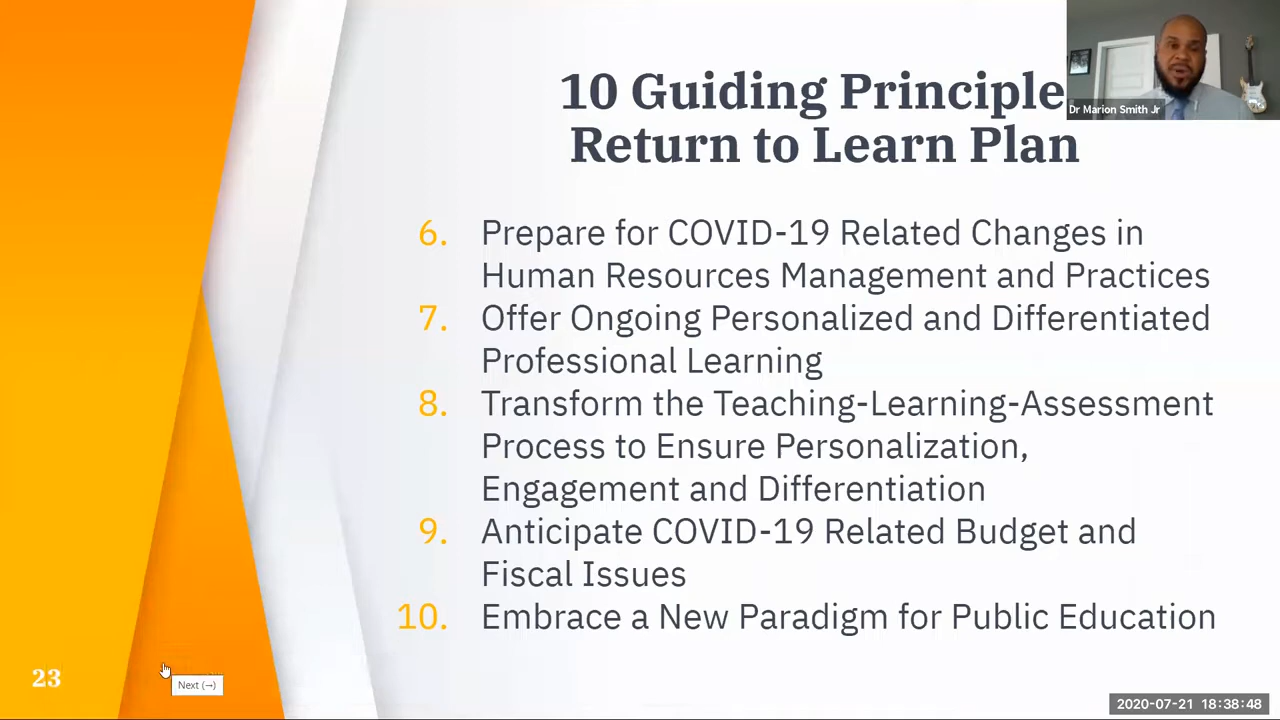 10 Guiding Principle
Return to Learn Plan
Dr Marion Smith Jr
6. Prepare for COVID-19 Related Changes in
Human Resources Management and Practices
7. Offer Ongoing Personalized and Differentiated
Professional Learning
8. Transform the Teaching-Learning-Assessment
Process to Ensure Personalization,
Engagement and Differentiation
9. Anticipate COVID-19 Related Budget and
Fiscal Issues
10. Embrace a New Paradigm for Public Education
23
Next (→)
2020-07-21 18:38:48